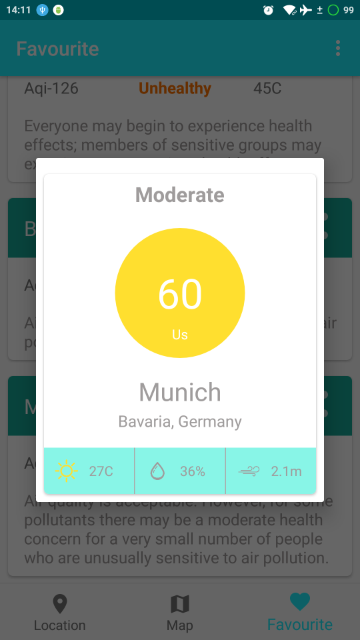 14:11
99
Favourite
Aqi-126 Unhealthy 45C
Everyone may begin to experience health
effects; members of sensitive groups may
Moderate
60
Us
Munich
Bavaria, Germany
27C 36% 2.1m
Air quality is acceptable. However, for some
pollutants there may be a moderate health
concern for a very small number of people
who are unusually sensitive to air pollution.
Location Map Favourite